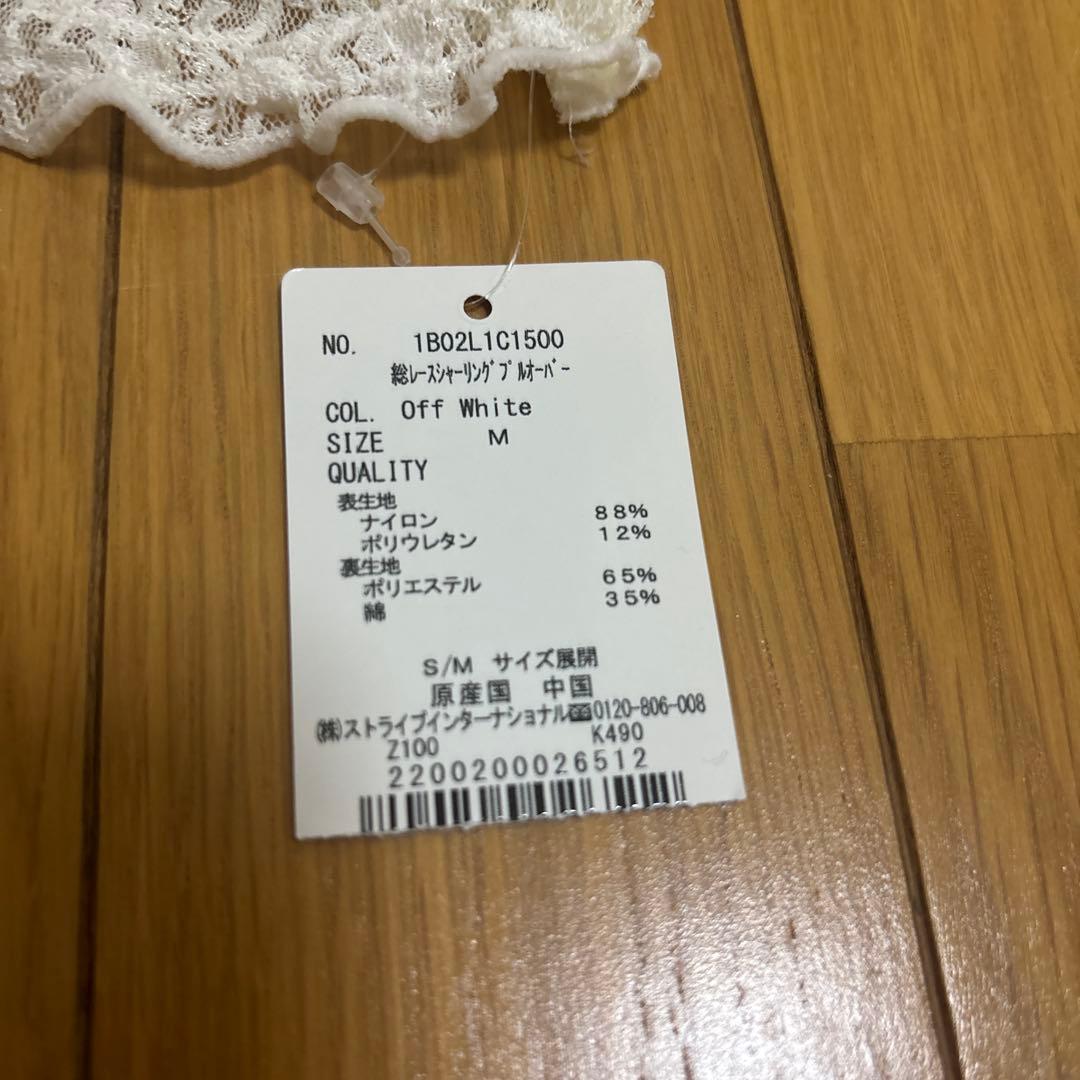 NO. 1B02L1C1500
総ﾚｰｽｼｬｰﾘﾝｸﾞﾌﾟﾙｵｰﾊﾞｰ
COL. Off White
SIZE M
QUALITY
表生地
ナイロン 88%
ポリウレタン 12%
裏生地
ポリエステル 65%
綿 35%
S/M サイズ展開
原産国 中国
㈱ストライプインターナショナル☎0120-806-008
Z100 K490
2200200026512